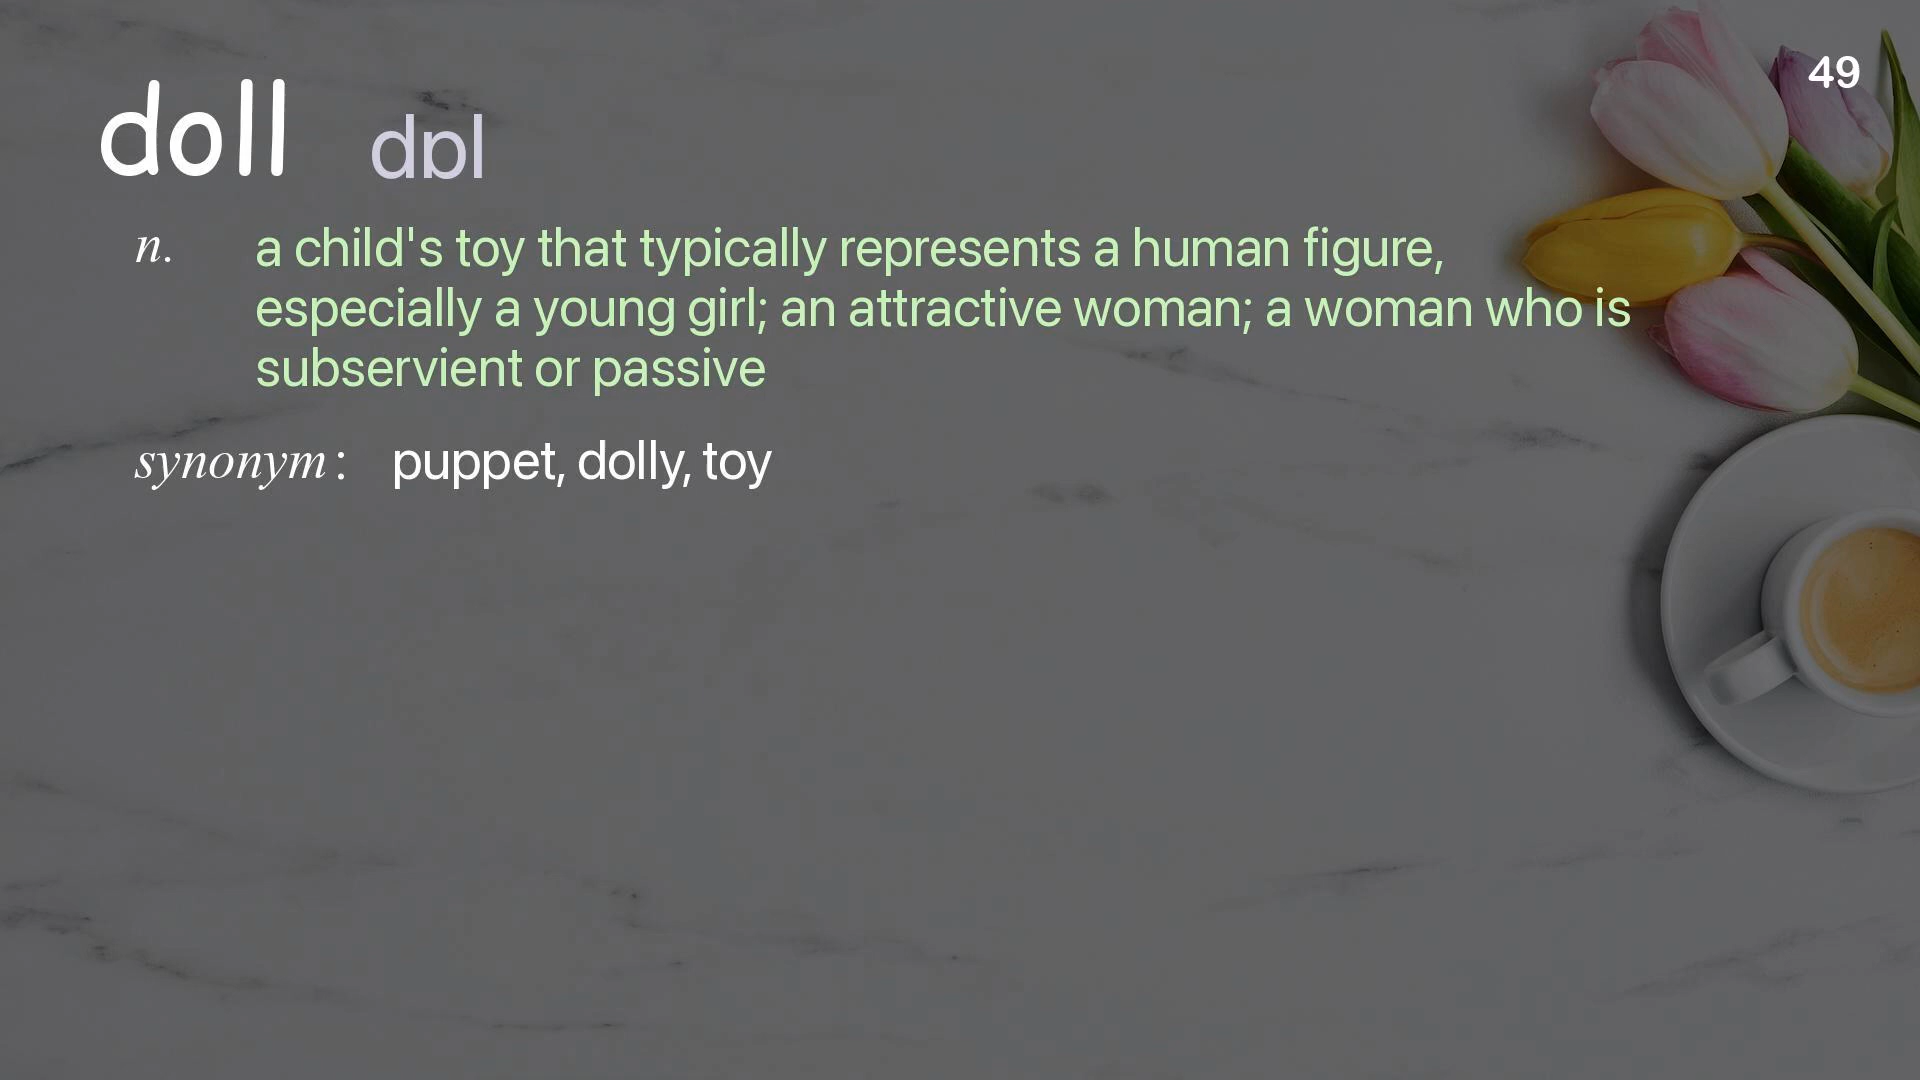 49
doll dɒl
n. a child's toy that typically represents a human figure,
especially a young girl; an attractive woman; a woman who is
subservient or passive
synonym: puppet, dolly, toy